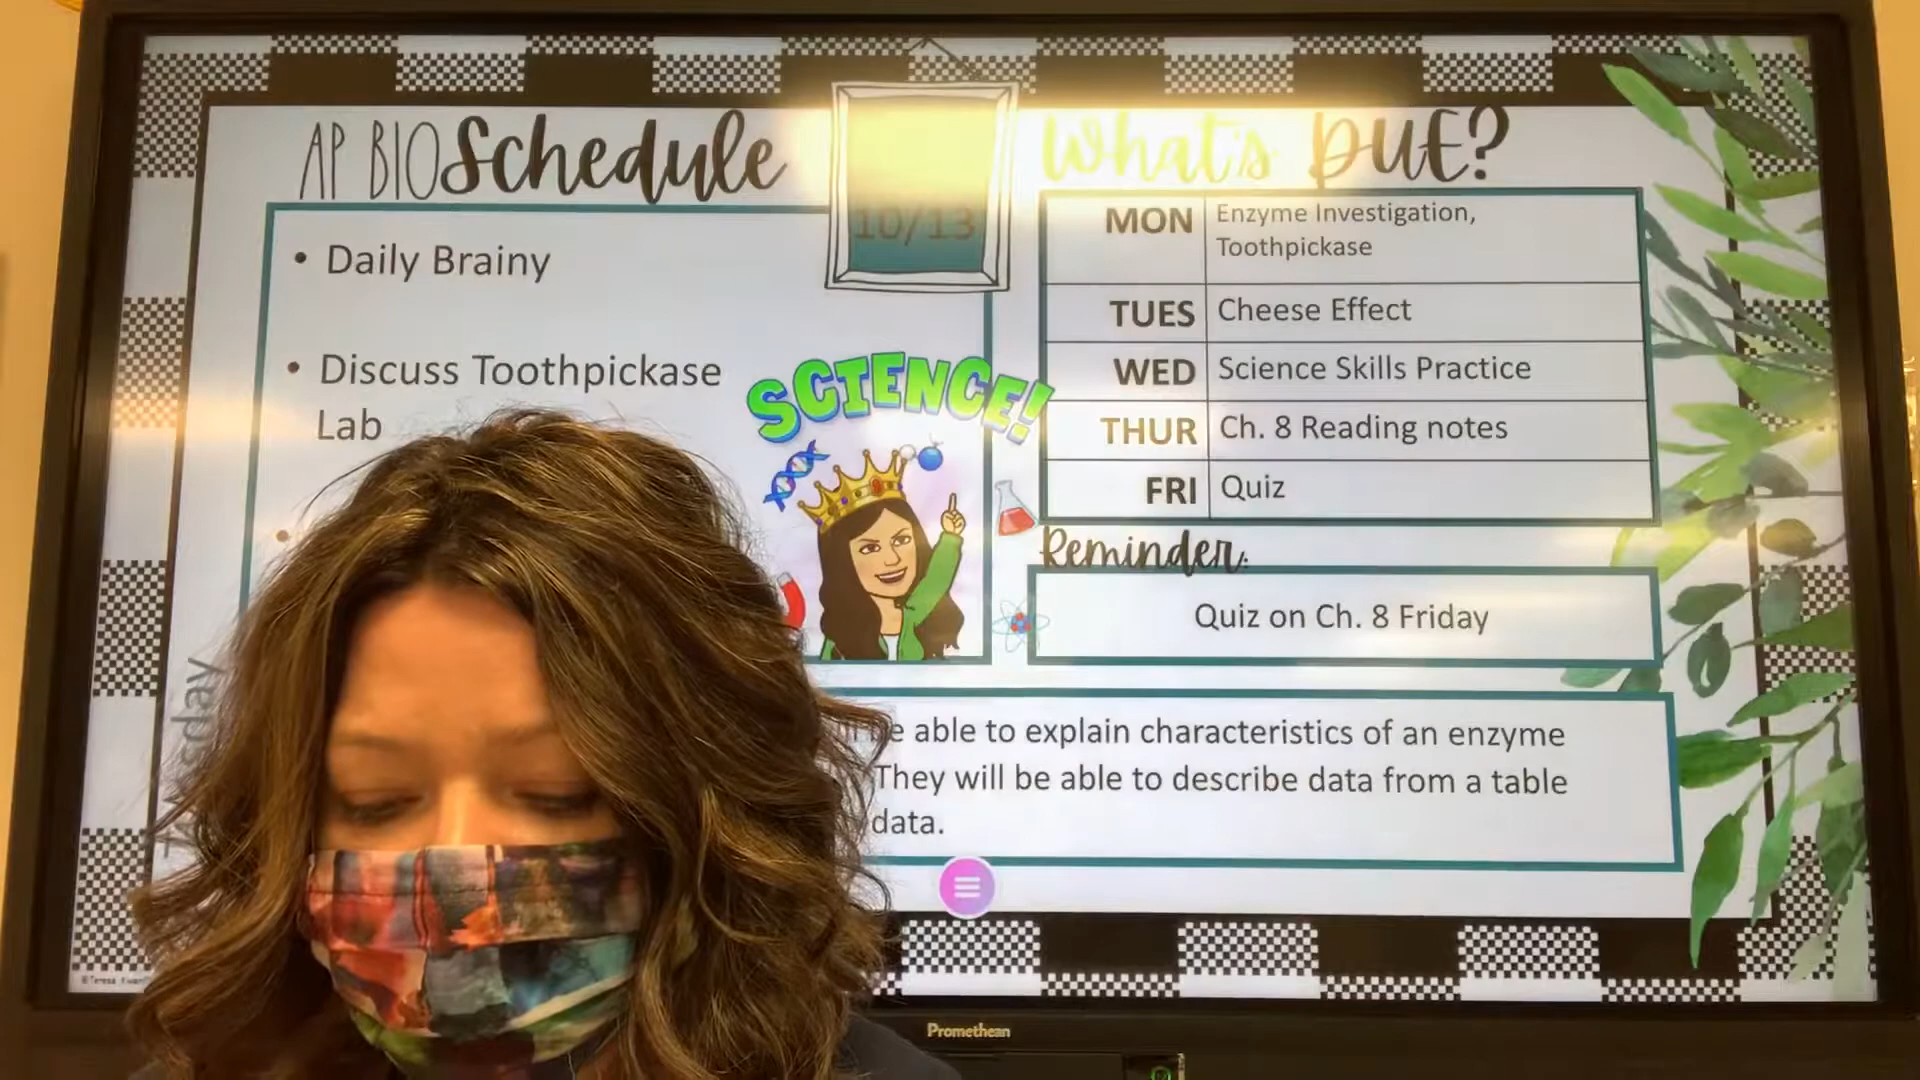 AP BIO Schedule
10/13
What's DUE?
• Daily Brainy
• Discuss Toothpickase
Lab
SCIENCE!
MON Enzyme Investigation,
Toothpickase
TUES Cheese Effect
WED Science Skills Practice
THUR Ch. 8 Reading notes
FRI Quiz
Reminder:
Quiz on Ch. 8 Friday
able to explain characteristics of an enzyme
They will be able to describe data from a table
data.
Promethean